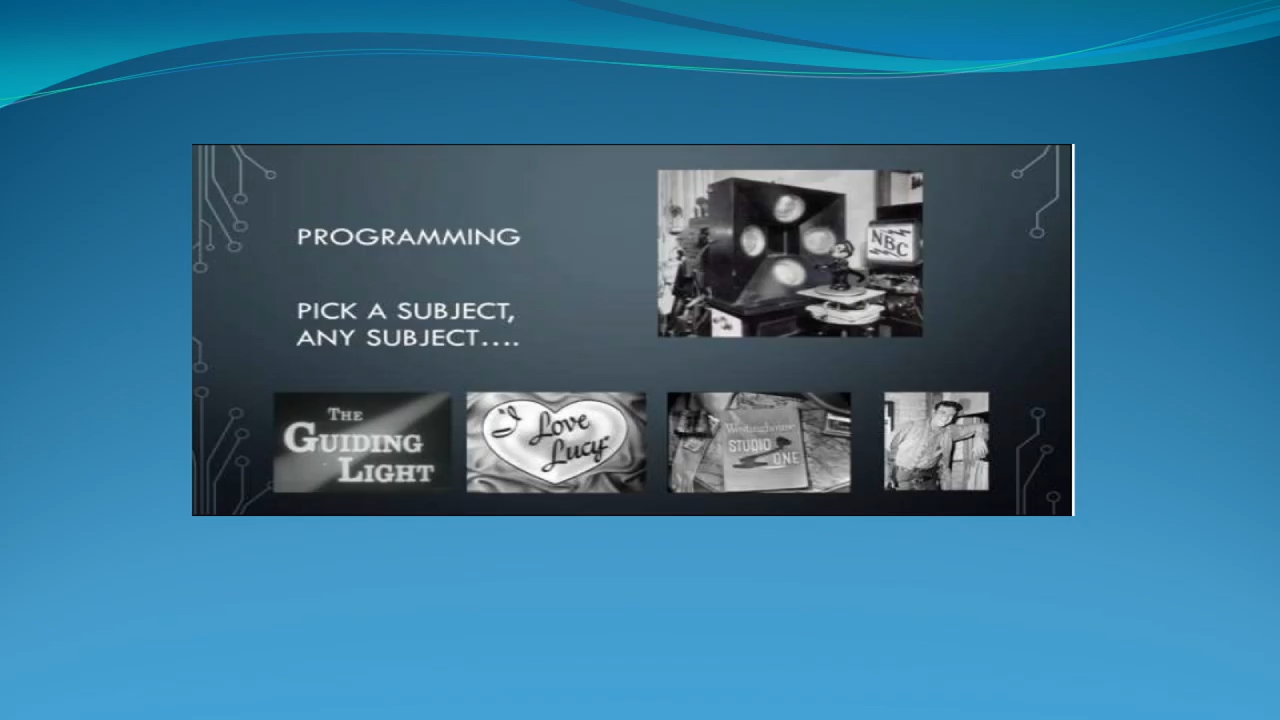 PROGRAMMING
PICK A SUBJECT,
ANY SUBJECT....
NBC
THE
GUIDING
LIGHT
I Love
Lucy
Westinghouse
STUDIO
ONE